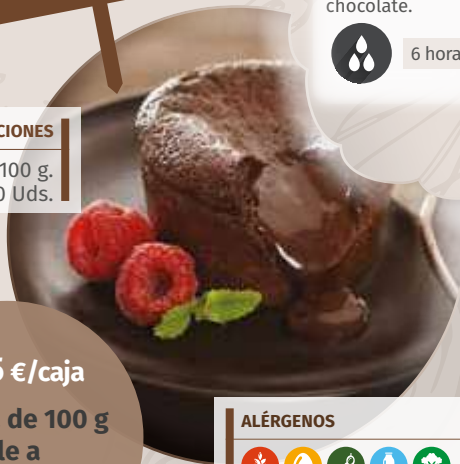 chocolate.
6 hora
CIONES
100 g.
0 Uds.
€/caja
de 100 g
le a
ALÉRGENOS